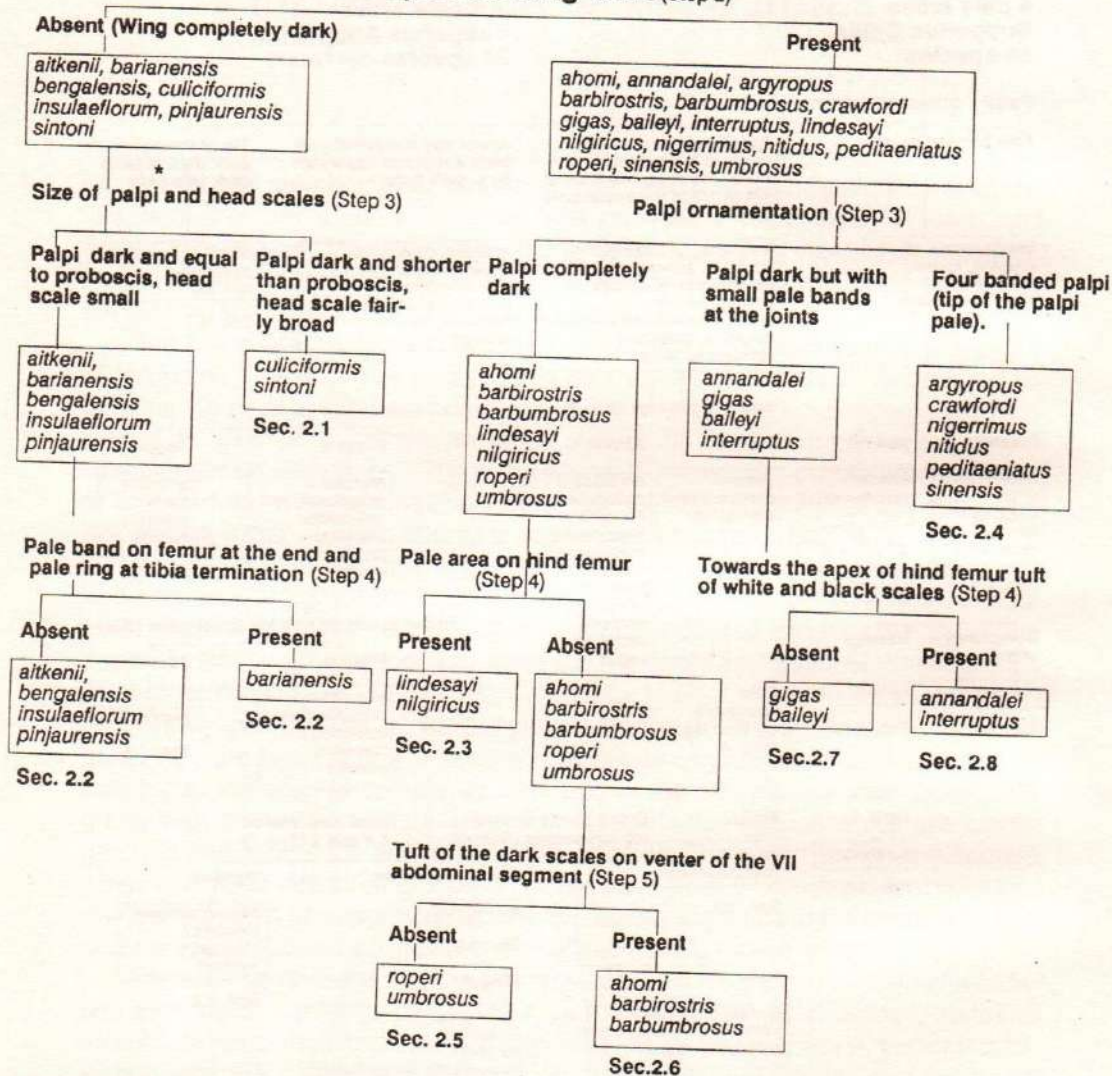 (Step 2)
Absent (Wing completely dark)
Present
aitkenii, barianensis
bengalensis, culiciformis
insulaeflorum, pinjaurensis
sintoni
ahomi, annandalei, argyropus
barbirostris, barbumbrosus, crawfordi
gigas, baileyi, interruptus, lindesayi
nilgiricus, nigerrimus, nitidus, peditaeniatus
roperi, sinensis, umbrosus
*
Size of palpi and head scales (Step 3)
Palpi ornamentation (Step 3)
Palpi dark and equal
to proboscis, head
scale small
Palpi dark and shorter
than proboscis,
head scale fair-
ly broad
Palpi completely
dark
Palpi dark but with
small pale bands
at the joints
Four banded palpi
(tip of the palpi
pale).
aitkenii,
barianensis
bengalensis
insulaeflorum
pinjaurensis
culiciformis
sintoni
Sec. 2.1
ahomi
barbirostris
barbumbrosus
lindesayi
nilgiricus
roperi
umbrosus
annandalei
gigas
baileyi
interruptus
argyropus
crawfordi
nigerrimus
nitidus
peditaeniatus
sinensis
Sec. 2.4
Pale band on femur at the end and
pale ring at tibia termination (Step 4)
Pale area on hind femur
(Step 4)
Towards the apex of hind femur tuft
of white and black scales (Step 4)
Absent
Present
Present
Absent
Absent
Present
aitkenii,
bengalensis
insulaeflorum
pinjaurensis
Sec. 2.2
barianensis
Sec. 2.2
lindesayi
nilgiricus
Sec. 2.3
ahomi
barbirostris
barbumbrosus
roperi
umbrosus
gigas
baileyi
Sec.2.7
annandalei
interruptus
Sec. 2.8
Tuft of the dark scales on venter of the VII
abdominal segment (Step 5)
Absent
Present
roperi
umbrosus
Sec. 2.5
ahomi
barbirostris
barbumbrosus
Sec.2.6